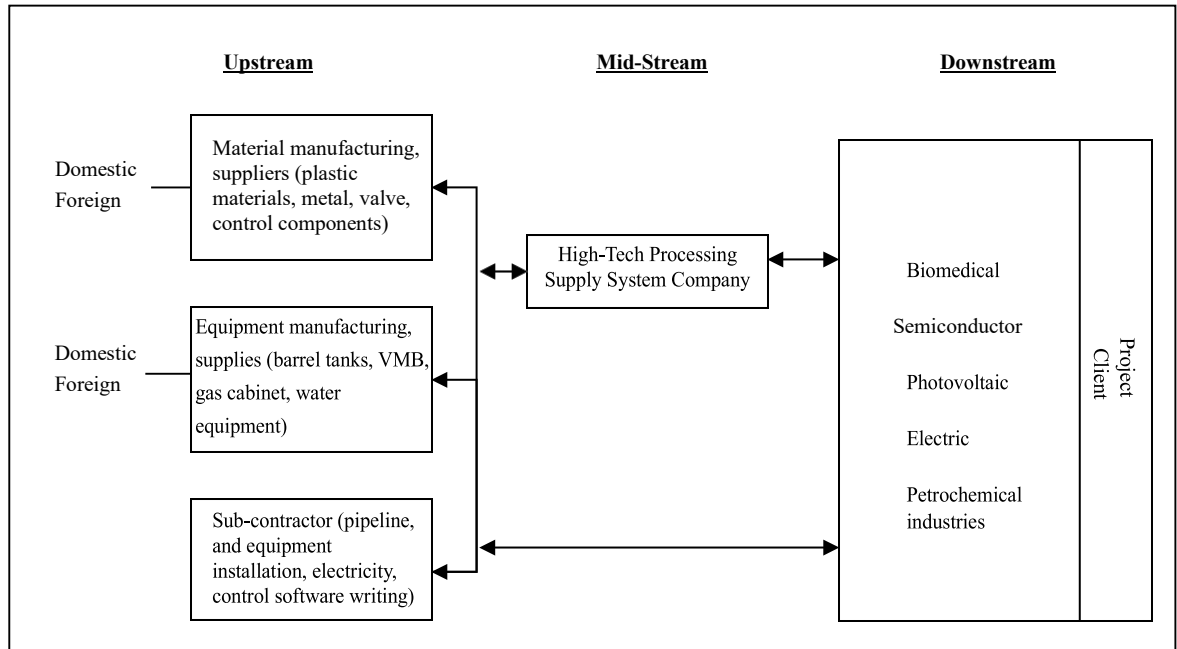 Upstream
Mid-Stream
Downstream
Domestic
Foreign
Material manufacturing,
suppliers (plastic
materials, metal, valve,
control components)
High-Tech Processing
Supply System Company
Domestic
Foreign
Equipment manufacturing,
supplies (barrel tanks, VMB,
gas cabinet, water
equipment)
Sub-contractor (pipeline,
and equipment
installation, electricity,
control software writing)
Biomedical
Semiconductor
Photovoltaic
Electric
Petrochemical
industries
Project
Client